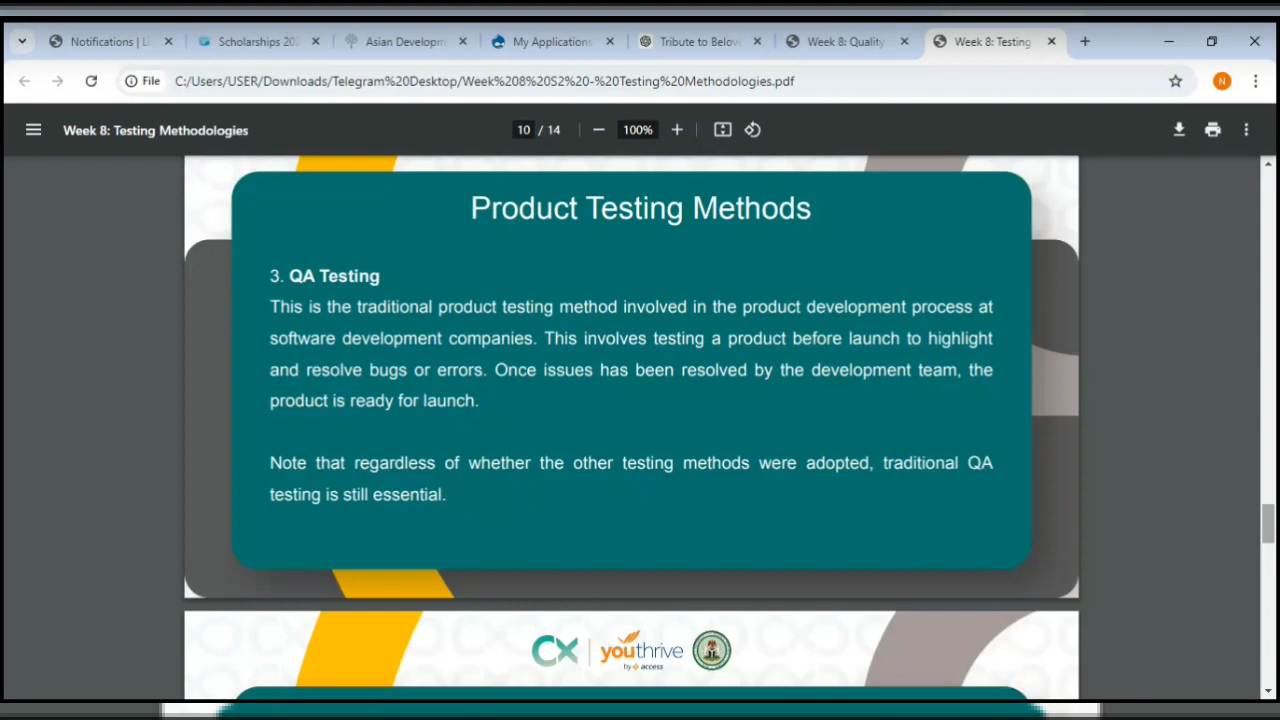 Notifications | Li
Scholarships 202
Asian Developm
My Applications
Tribute to Belov
Week 8: Quality
Week 8: Testing
File
C:/Users/USER/Downloads/Telegram%20Desktop/Week%208%20S2%20-%20Testing%20Methodologies.pdf
N
Week 8: Testing Methodologies
10 / 14
100%
Product Testing Methods
3. QA Testing
This is the traditional product testing method involved in the product development process at
software development companies. This involves testing a product before launch to highlight
and resolve bugs or errors. Once issues has been resolved by the development team, the
product is ready for launch.
Note that regardless of whether the other testing methods were adopted, traditional QA
testing is still essential.
CX
youthrive
by access